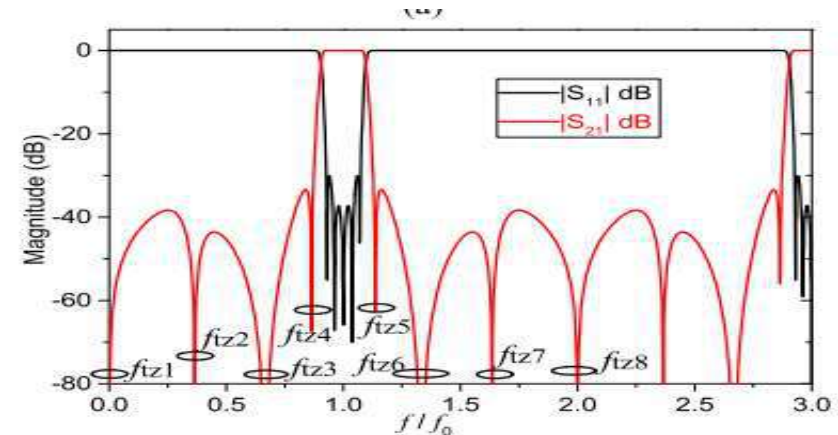 (a)
0
-20
-40
-60
-80
Magnitude (dB)
|S11| dB
|S21| dB
ftz1
ftz2
ftz3
ftz4
ftz5
ftz6
ftz7
ftz8
0.0 0.5 1.0 1.5 2.0 2.5 3.0
f / fo